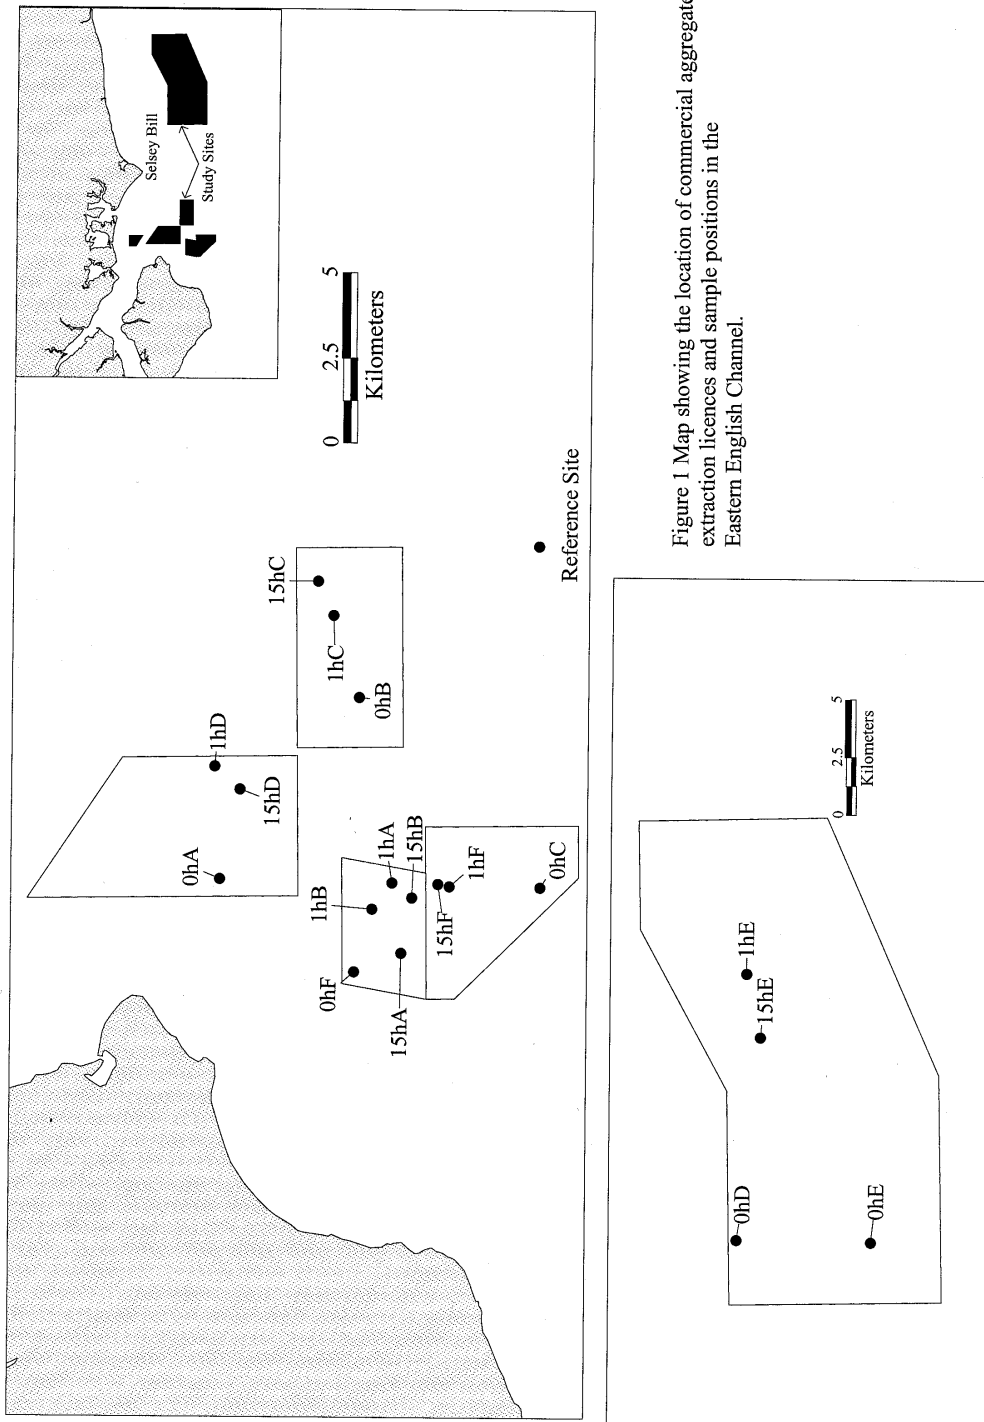 Selsey Bill
Study Sites
0 2.5 5
Kilometers
0hA
1hD
15hD
15hC
1hC
0hB
0hF
1hB
1hA
15hA
15hB
15hF
1hF
0hC
Reference Site
0hD
1hE
15hE
0hE
0 2.5 5
Kilometers
Figure 1 Map showing the location of commercial aggregate
extraction licences and sample positions in the
Eastern English Channel.